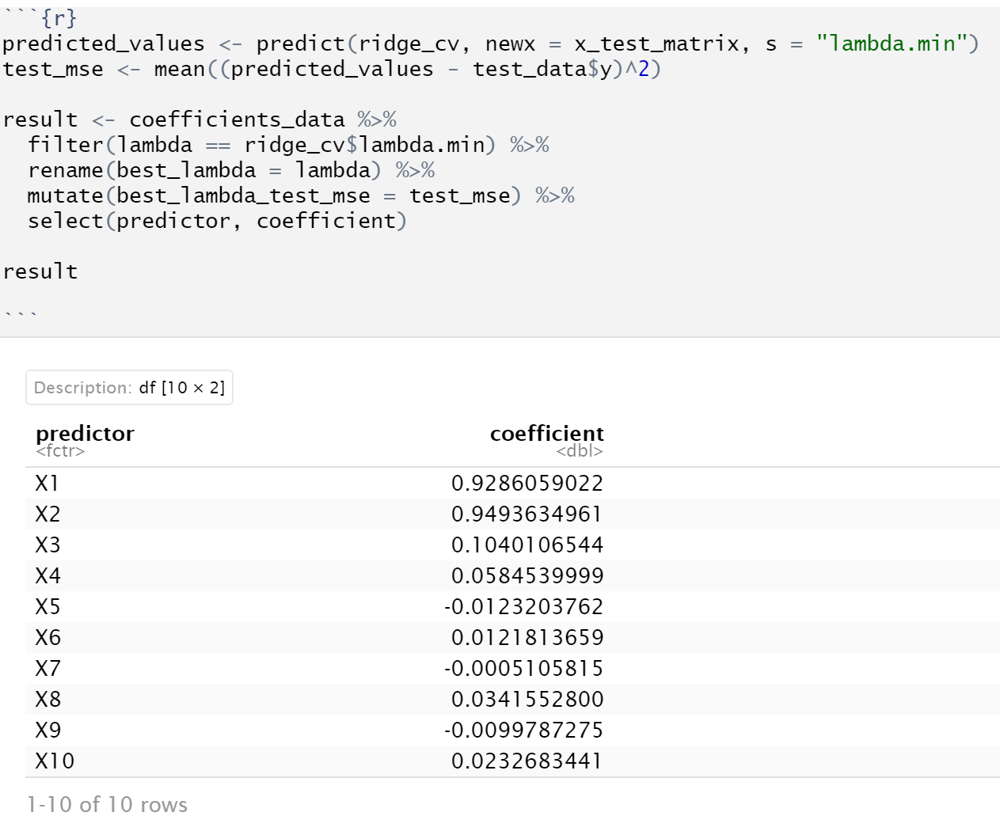 ```{r}
predicted_values <- predict(ridge_cv, newx = x_test_matrix, s = "lambda.min")
test_mse <- mean((predicted_values - test_data$y)^2)
result <- coefficients_data %>%
  filter(lambda == ridge_cv$lambda.min) %>%
  rename(best_lambda = lambda) %>%
  mutate(best_lambda_test_mse = test_mse) %>%
  select(predictor, coefficient)
result
```
Description: df [10 × 2]
predictor coefficient
<fctr> <dbl>
X1 0.9286059022
X2 0.9493634961
X3 0.1040106544
X4 0.0584539999
X5 -0.0123203762
X6 0.0121813659
X7 -0.0005105815
X8 0.0341552800
X9 -0.0099787275
X10 0.0232683441
1-10 of 10 rows